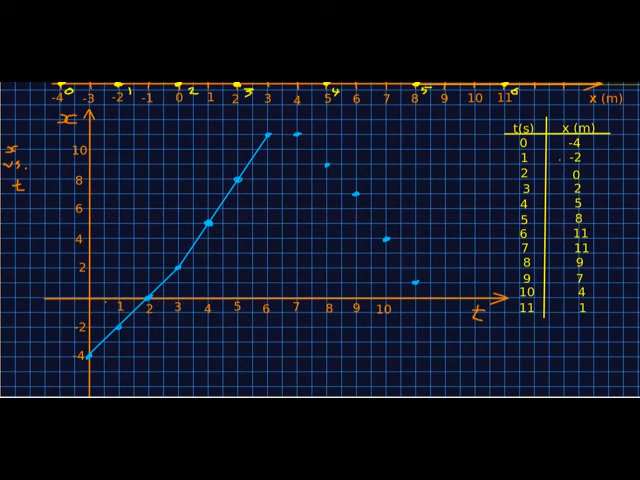 0 1 2 3 4 5 6
-4 -3 -2 -1 0 1 2 3 4 5 6 7 8 9 10 11 x (m)
x
x
vs.
t
10
8
6
4
2
-2
-4
1 2 3 4 5 6 7 8 9 10
t
t(s) x (m)
0 -4
1 -2
2 0
3 2
4 5
5 8
6 11
7 11
8 9
9 7
10 4
11 1